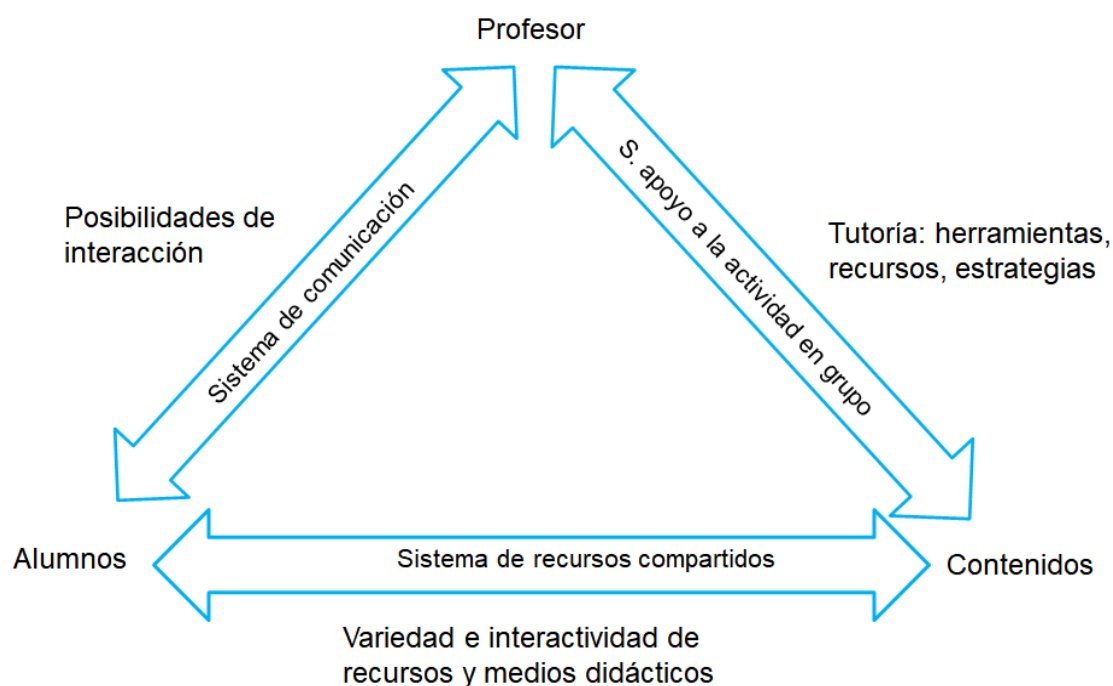 Profesor
Posibilidades de
interacción
Sistema de comunicación
S. apoyo a la actividad en grupo
Tutoría: herramientas,
recursos, estrategias
Alumnos
Sistema de recursos compartidos
Contenidos
Variedad e interactividad de
recursos y medios didácticos